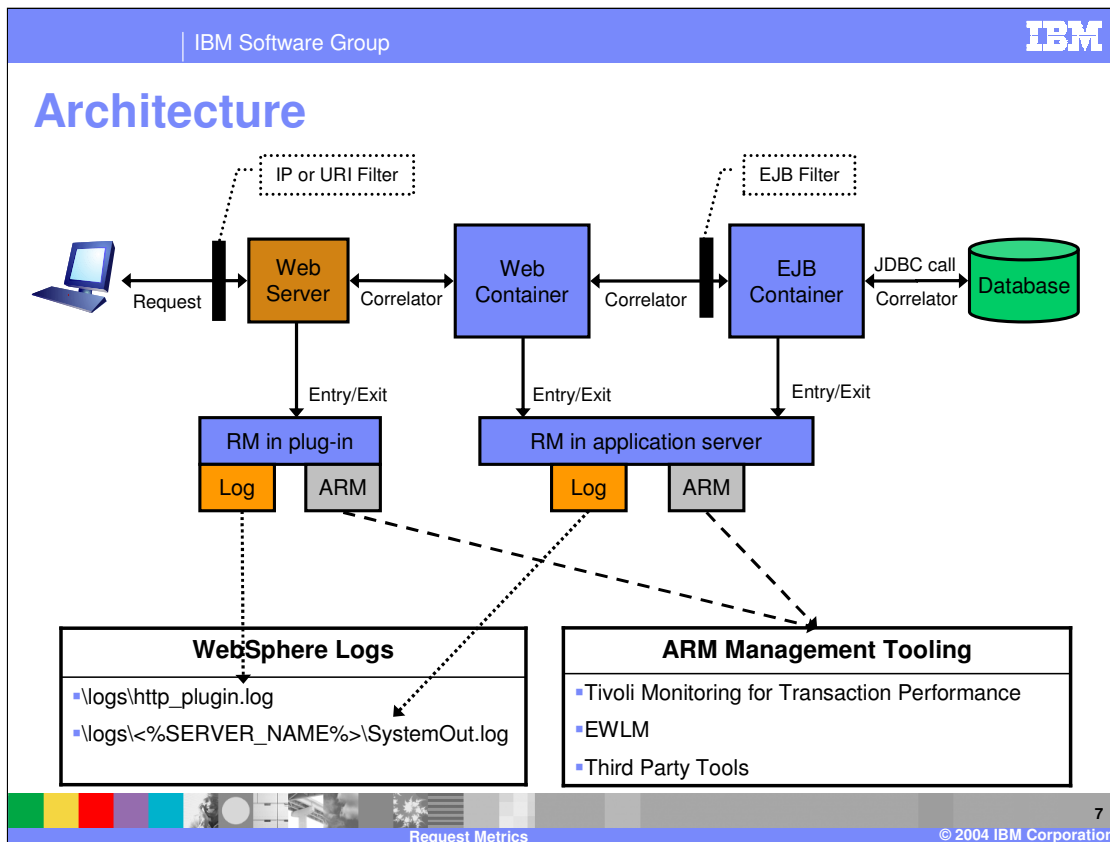 IBM Software Group
IBM
Architecture
IP or URI Filter
EJB Filter
Web
Server
Web
Container
EJB
Container
Database
Request
Correlator
Correlator
JDBC call
Correlator
Entry/Exit
Entry/Exit
Entry/Exit
RM in plug-in
RM in application server
Log
ARM
Log
ARM
WebSphere Logs
▪\logs\http_plugin.log
▪\logs\<%SERVER_NAME%>\SystemOut.log
ARM Management Tooling
▪Tivoli Monitoring for Transaction Performance
▪EWLM
▪Third Party Tools
7
Request Metrics
© 2004 IBM Corporation